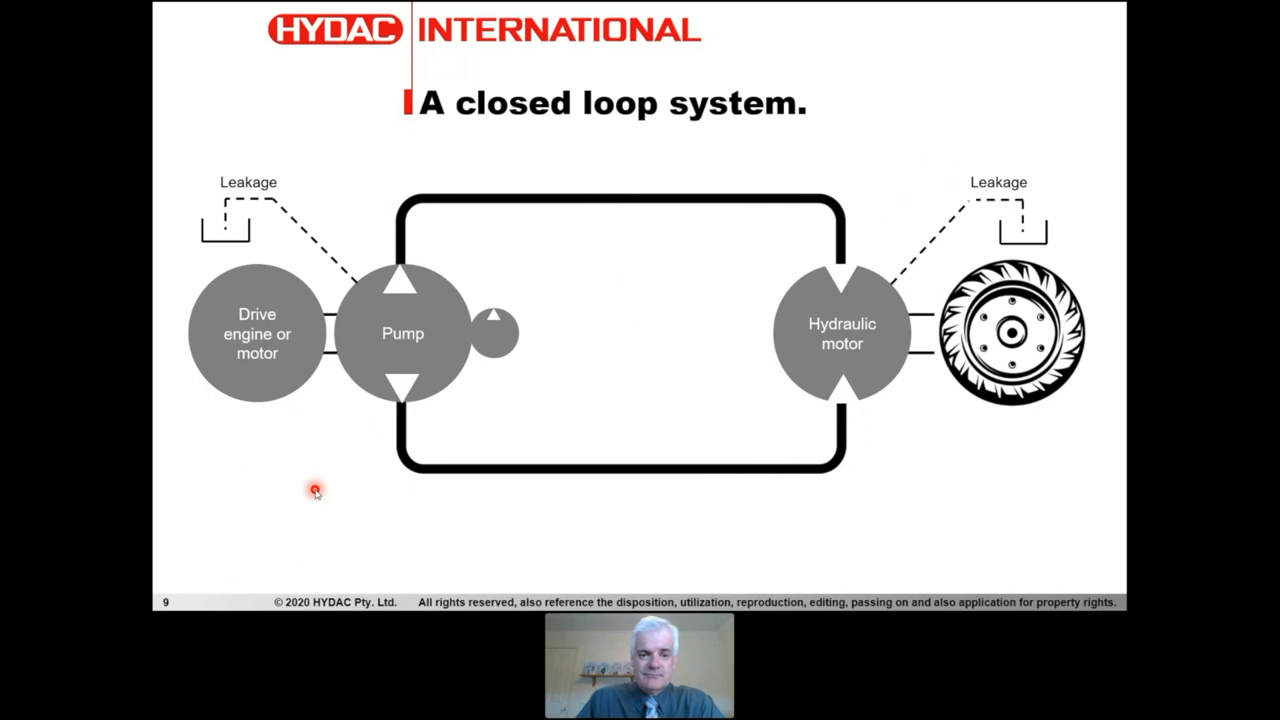 HYDAC INTERNATIONAL
A closed loop system.
Leakage
Leakage
Drive
engine or
motor
Pump
Hydraulic
motor
9 © 2020 HYDAC Pty. Ltd. All rights reserved, also reference the disposition, utilization, reproduction, editing, passing on and also application for property rights.